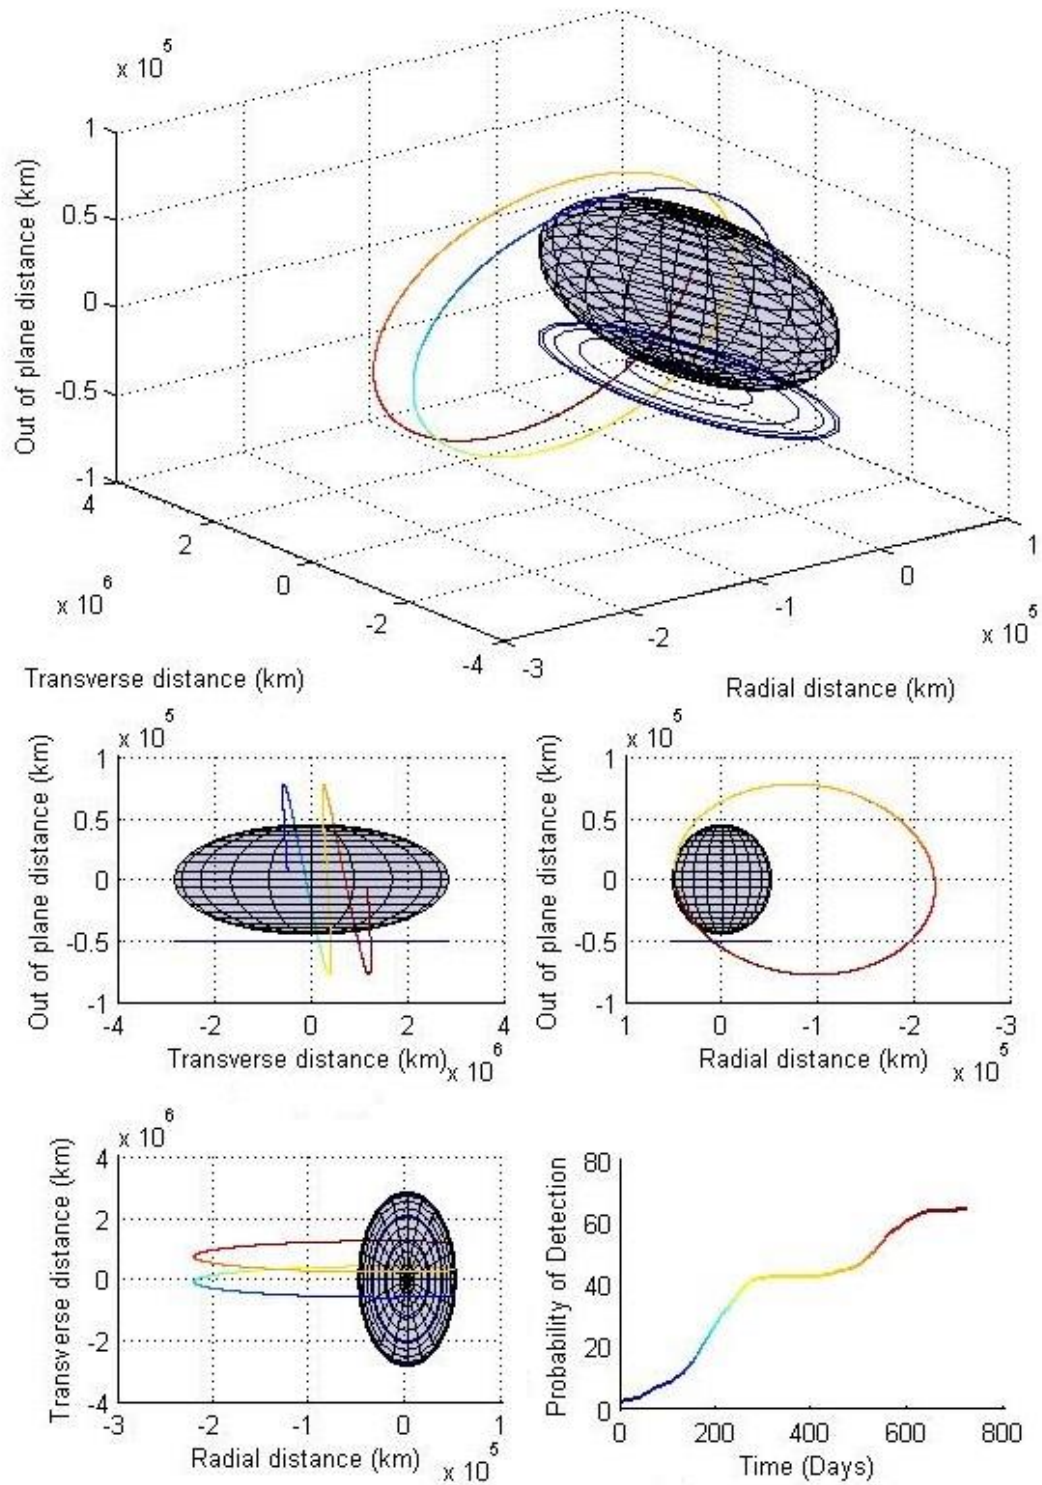 x 10^5
1
0.5
0
-0.5
-1
Out of plane distance (km)
4
2
0
-2
-4
x 10^6
Transverse distance (km)
-3
-2
-1
0
1
x 10^5
Radial distance (km)
x 10^5
1
0.5
0
-0.5
-1
Out of plane distance (km)
-4
-2
0
2
4
Transverse distance (km)
x 10^6
x 10^5
1
0.5
0
-0.5
-1
Out of plane distance (km)
1
0
-1
-2
-3
Radial distance (km)
x 10^5
x 10^6
4
2
0
-2
-4
Transverse distance (km)
-3
-2
-1
0
1
Radial distance (km)
x 10^5
80
60
40
20
0
Probability of Detection
0
200
400
600
800
Time (Days)